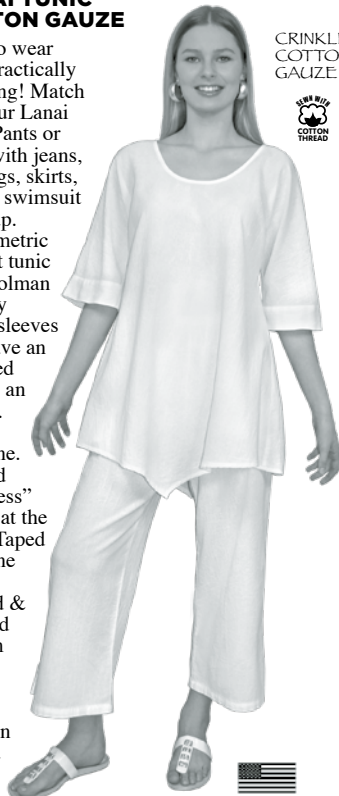 TUNIC
TON GAUZE
o wear
ractically
ng! Match
ur Lanai
Pants or
with jeans,
gs, skirts,
swimsuit
p.
metric
t tunic
olman
y
sleeves
ve an
ed
an
ne.
d
ess”
at the
Taped
ne
d &
d
n
n
CRINKL
COTTO
GAUZE
SEWN WITH
COTTON
THREAD